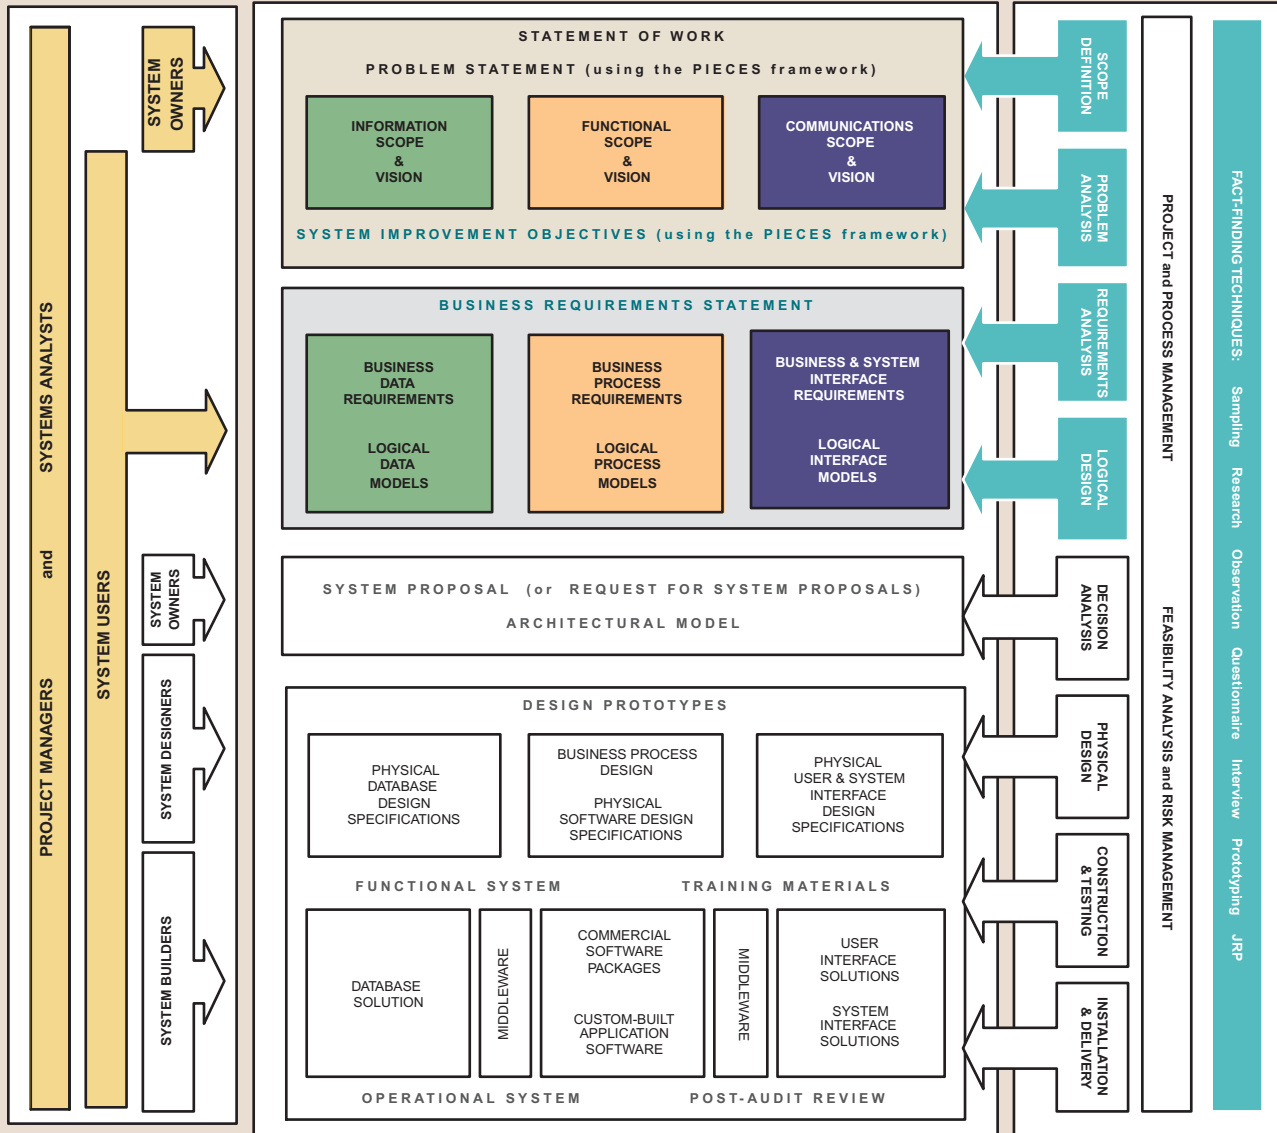 SYSTEMS ANALYSTS
and
PROJECT MANAGERS
SYSTEM USERS
SYSTEM
OWNERS
SYSTEM
OWNERS
SYSTEM DESIGNERS
SYSTEM BUILDERS
STATEMENT OF WORK
PROBLEM STATEMENT (using the PIECES framework)
INFORMATION
SCOPE
&
VISION
FUNCTIONAL
SCOPE
&
VISION
COMMUNICATIONS
SCOPE
&
VISION
SYSTEM IMPROVEMENT OBJECTIVES (using the PIECES framework)
BUSINESS REQUIREMENTS STATEMENT
BUSINESS
DATA
REQUIREMENTS
LOGICAL
DATA
MODELS
BUSINESS
PROCESS
REQUIREMENTS
LOGICAL
PROCESS
MODELS
BUSINESS & SYSTEM
INTERFACE
REQUIREMENTS
LOGICAL
INTERFACE
MODELS
SYSTEM PROPOSAL (or REQUEST FOR SYSTEM PROPOSALS)
ARCHITECTURAL MODEL
DESIGN PROTOTYPES
PHYSICAL
DATABASE
DESIGN
SPECIFICATIONS
BUSINESS PROCESS
DESIGN
PHYSICAL
SOFTWARE DESIGN
SPECIFICATIONS
PHYSICAL
USER & SYSTEM
INTERFACE
DESIGN
SPECIFICATIONS
FUNCTIONAL SYSTEM
TRAINING MATERIALS
DATABASE
SOLUTION
MIDDLEWARE
COMMERCIAL
SOFTWARE
PACKAGES
CUSTOM-BUILT
APPLICATION
SOFTWARE
MIDDLEWARE
USER
INTERFACE
SOLUTIONS
SYSTEM
INTERFACE
SOLUTIONS
OPERATIONAL SYSTEM
POST-AUDIT REVIEW
SCOPE
DEFINITION
PROBLEM
ANALYSIS
REQUIREMENTS
ANALYSIS
LOGICAL
DESIGN
DECISION
ANALYSIS
PHYSICAL
DESIGN
CONSTRUCTION
& TESTING
INSTALLATION
& DELIVERY
PROJECT and PROCESS MANAGEMENT
FEASIBILITY ANALYSIS and RISK MANAGEMENT
FACT-FINDING TECHNIQUES: Sampling Research Observation Questionnaire Interview Prototyping JRP